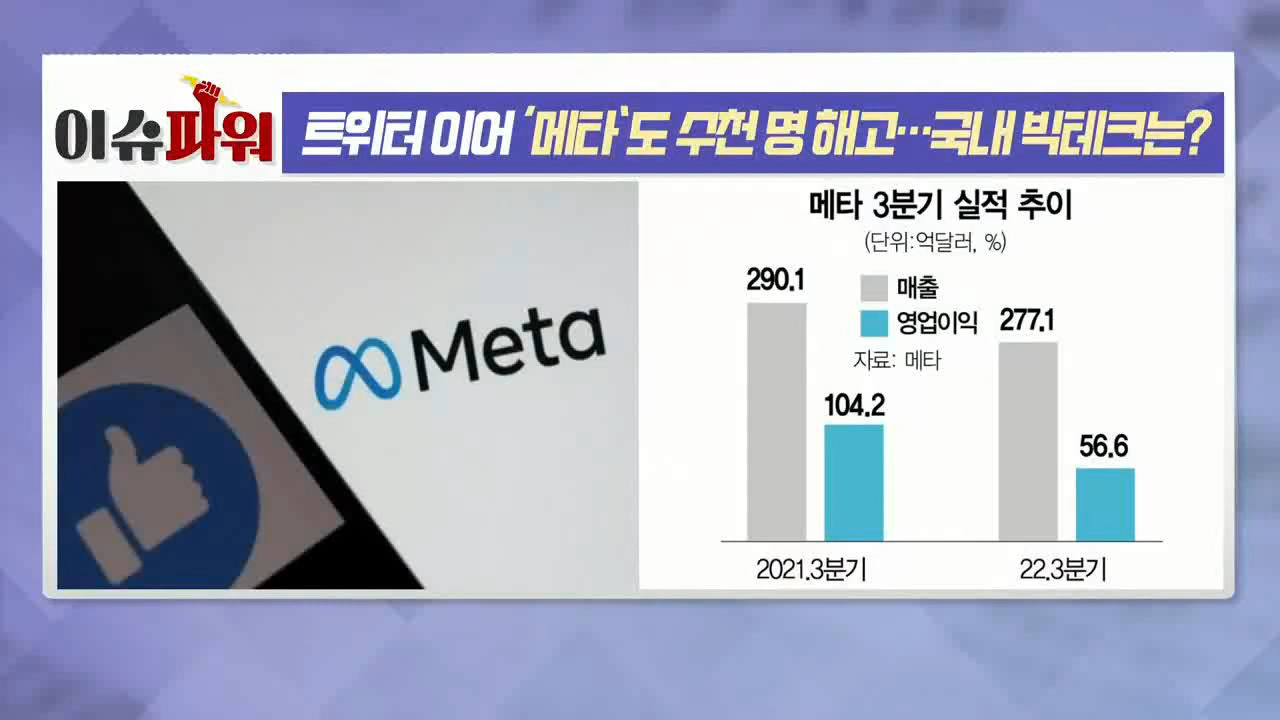 이슈파워
트위터 이어 '메타'도 수천 명 해고…국내 빅테크는?
Meta
메타 3분기 실적 추이
(단위:억달러, %)
매출
영업이익
자료: 메타
290.1
104.2
277.1
56.6
2021.3분기
22.3분기